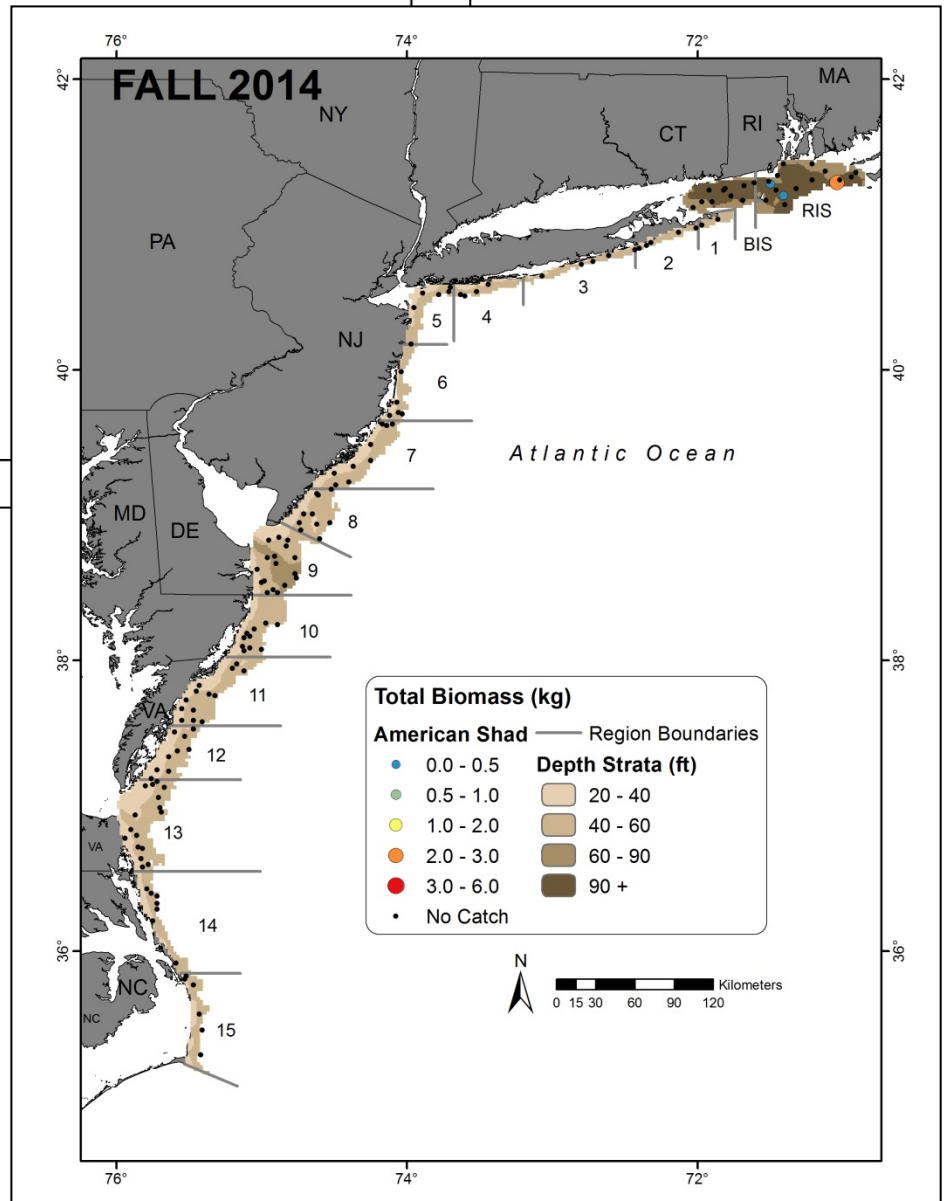 76°
74°
72°
FALL 2014
42°
42°
MA
NY
CT
RI
PA
RIS
BIS
1
2
3
4
5
NJ
40°
40°
6
7
Atlantic Ocean
MD
DE
8
9
10
38°
38°
11
VA
12
13
VA
14
36°
36°
NC
NC
15
Total Biomass (kg)
American Shad
0.0 - 0.5
0.5 - 1.0
1.0 - 2.0
2.0 - 3.0
3.0 - 6.0
No Catch
Region Boundaries
Depth Strata (ft)
20 - 40
40 - 60
60 - 90
90 +
N
Kilometers
0 15 30 60 90 120
76°
74°
72°